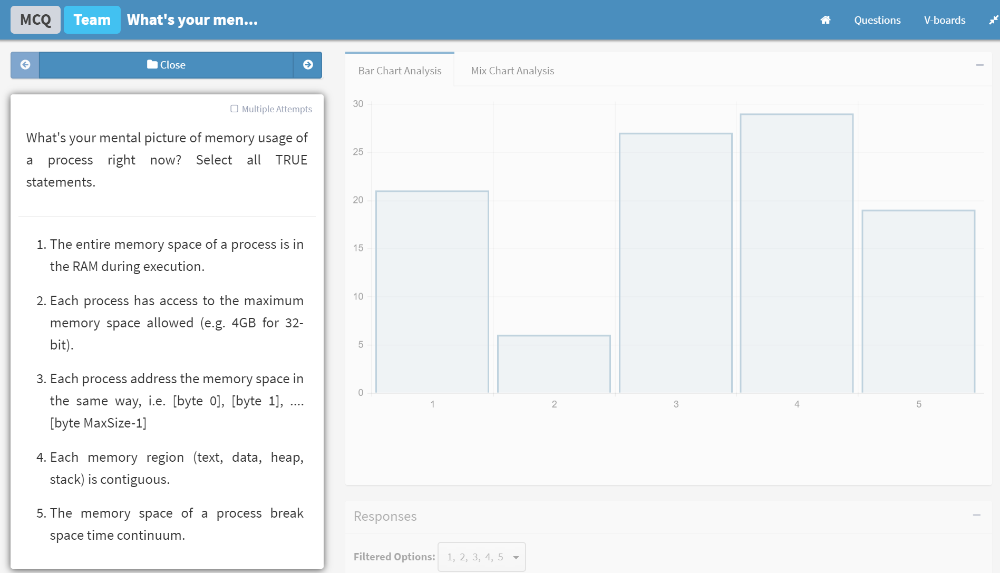 MCQ Team What's your men...
Questions V-boards
Close
Multiple Attempts
What's your mental picture of memory usage of
a process right now? Select all TRUE
statements.
1. The entire memory space of a process is in
the RAM during execution.
2. Each process has access to the maximum
memory space allowed (e.g. 4GB for 32-
bit).
3. Each process address the memory space in
the same way, i.e. [byte 0], [byte 1], ....
[byte MaxSize-1]
4. Each memory region (text, data, heap,
stack) is contiguous.
5. The memory space of a process break
space time continuum.
Bar Chart Analysis Mix Chart Analysis
30
25
20
15
10
5
0
1 2 3 4 5
Responses
Filtered Options: 1, 2, 3, 4, 5